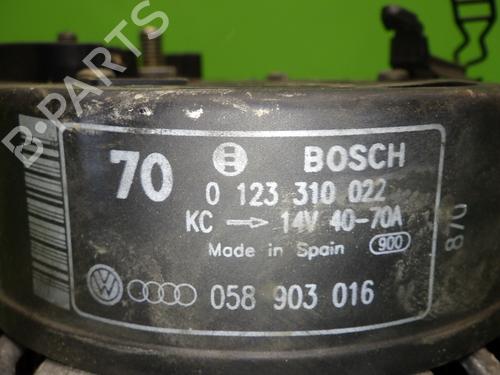 B-PARTS
70 BOSCH
0 123 310 022
KC → 14V 40-70A
Made in Spain 900
058 903 016
870